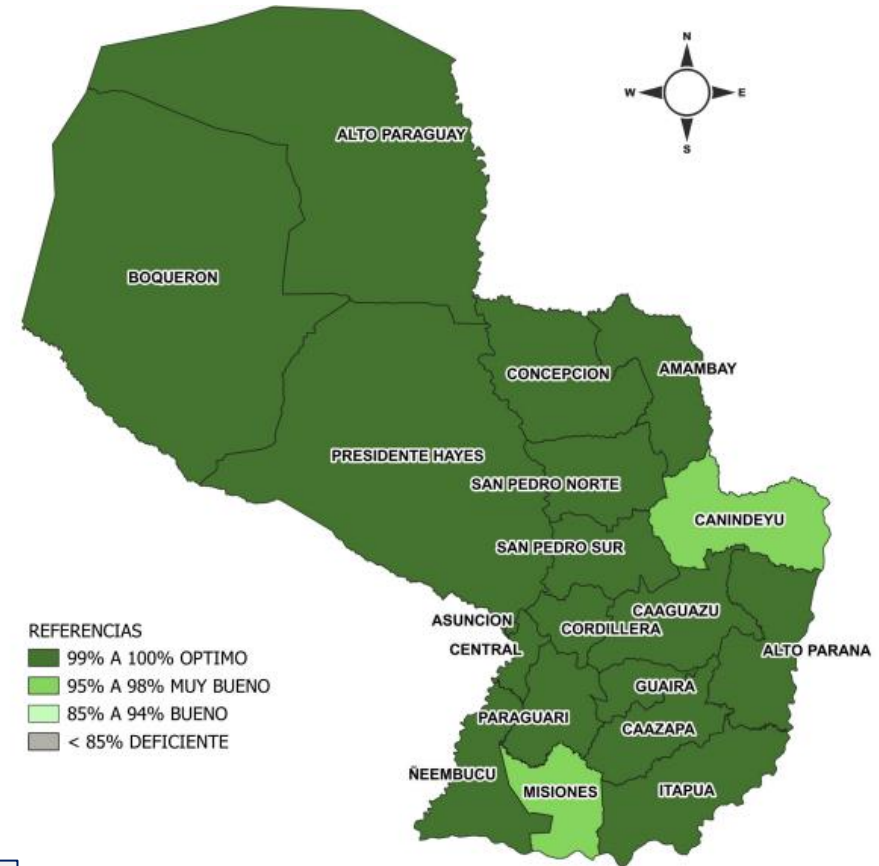 N
W
E
S
ALTO PARAGUAY
BOQUERON
CONCEPCION
AMAMBAY
PRESIDENTE HAYES
SAN PEDRO NORTE
CANINDEYU
SAN PEDRO SUR
ASUNCION
CAAGUAZU
CORDILLERA
CENTRAL
ALTO PARANA
GUAIRA
PARAGUARI
CAAZAPA
ÑEEMBUCU
MISIONES
ITAPUA
REFERENCIAS
99% A 100% OPTIMO
95% A 98% MUY BUENO
85% A 94% BUENO
< 85% DEFICIENTE